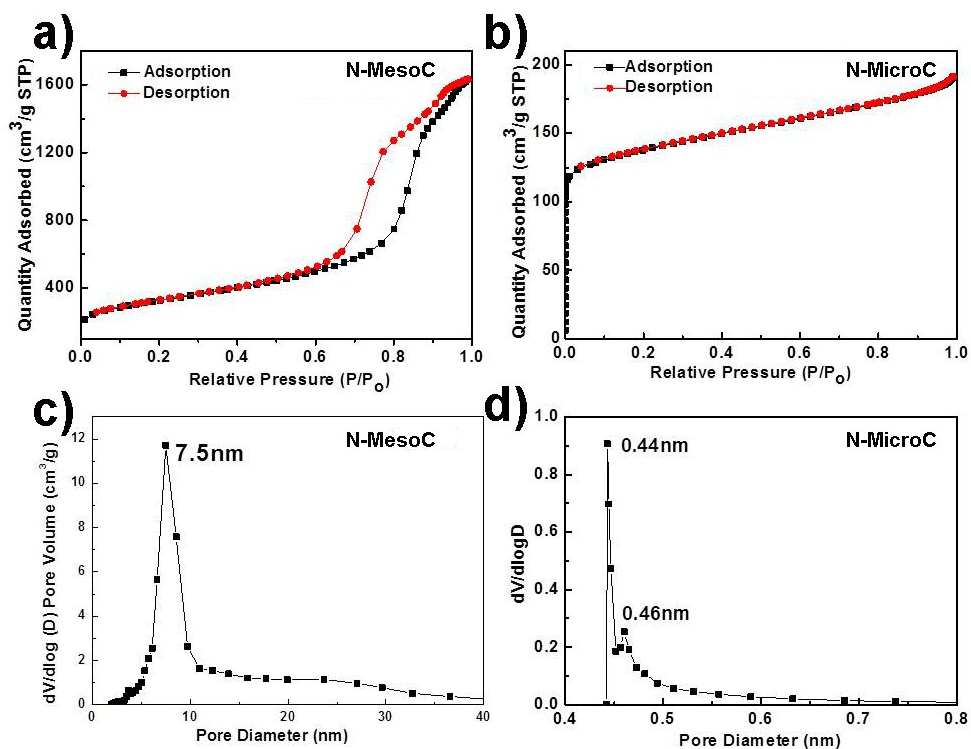 a)
N-MesoC
Adsorption
Desorption
Quantity Adsorbed (cm³/g STP)
1600
1200
800
400
0.0 0.2 0.4 0.6 0.8 1.0
Relative Pressure (P/Po)
b)
N-MicroC
Adsorption
Desorption
Quantity Adsorbed (cm³/g STP)
200
150
100
50
0
0.0 0.2 0.4 0.6 0.8 1.0
Relative Pressure (P/Po)
c)
N-MesoC
7.5nm
dV/dlog (D) Pore Volume (cm³/g)
12
10
8
6
4
2
0
0 10 20 30 40
Pore Diameter (nm)
d)
N-MicroC
0.44nm
0.46nm
dV/dlogD
1.0
0.8
0.6
0.4
0.2
0.0
0.4 0.5 0.6 0.7 0.8
Pore Diameter (nm)